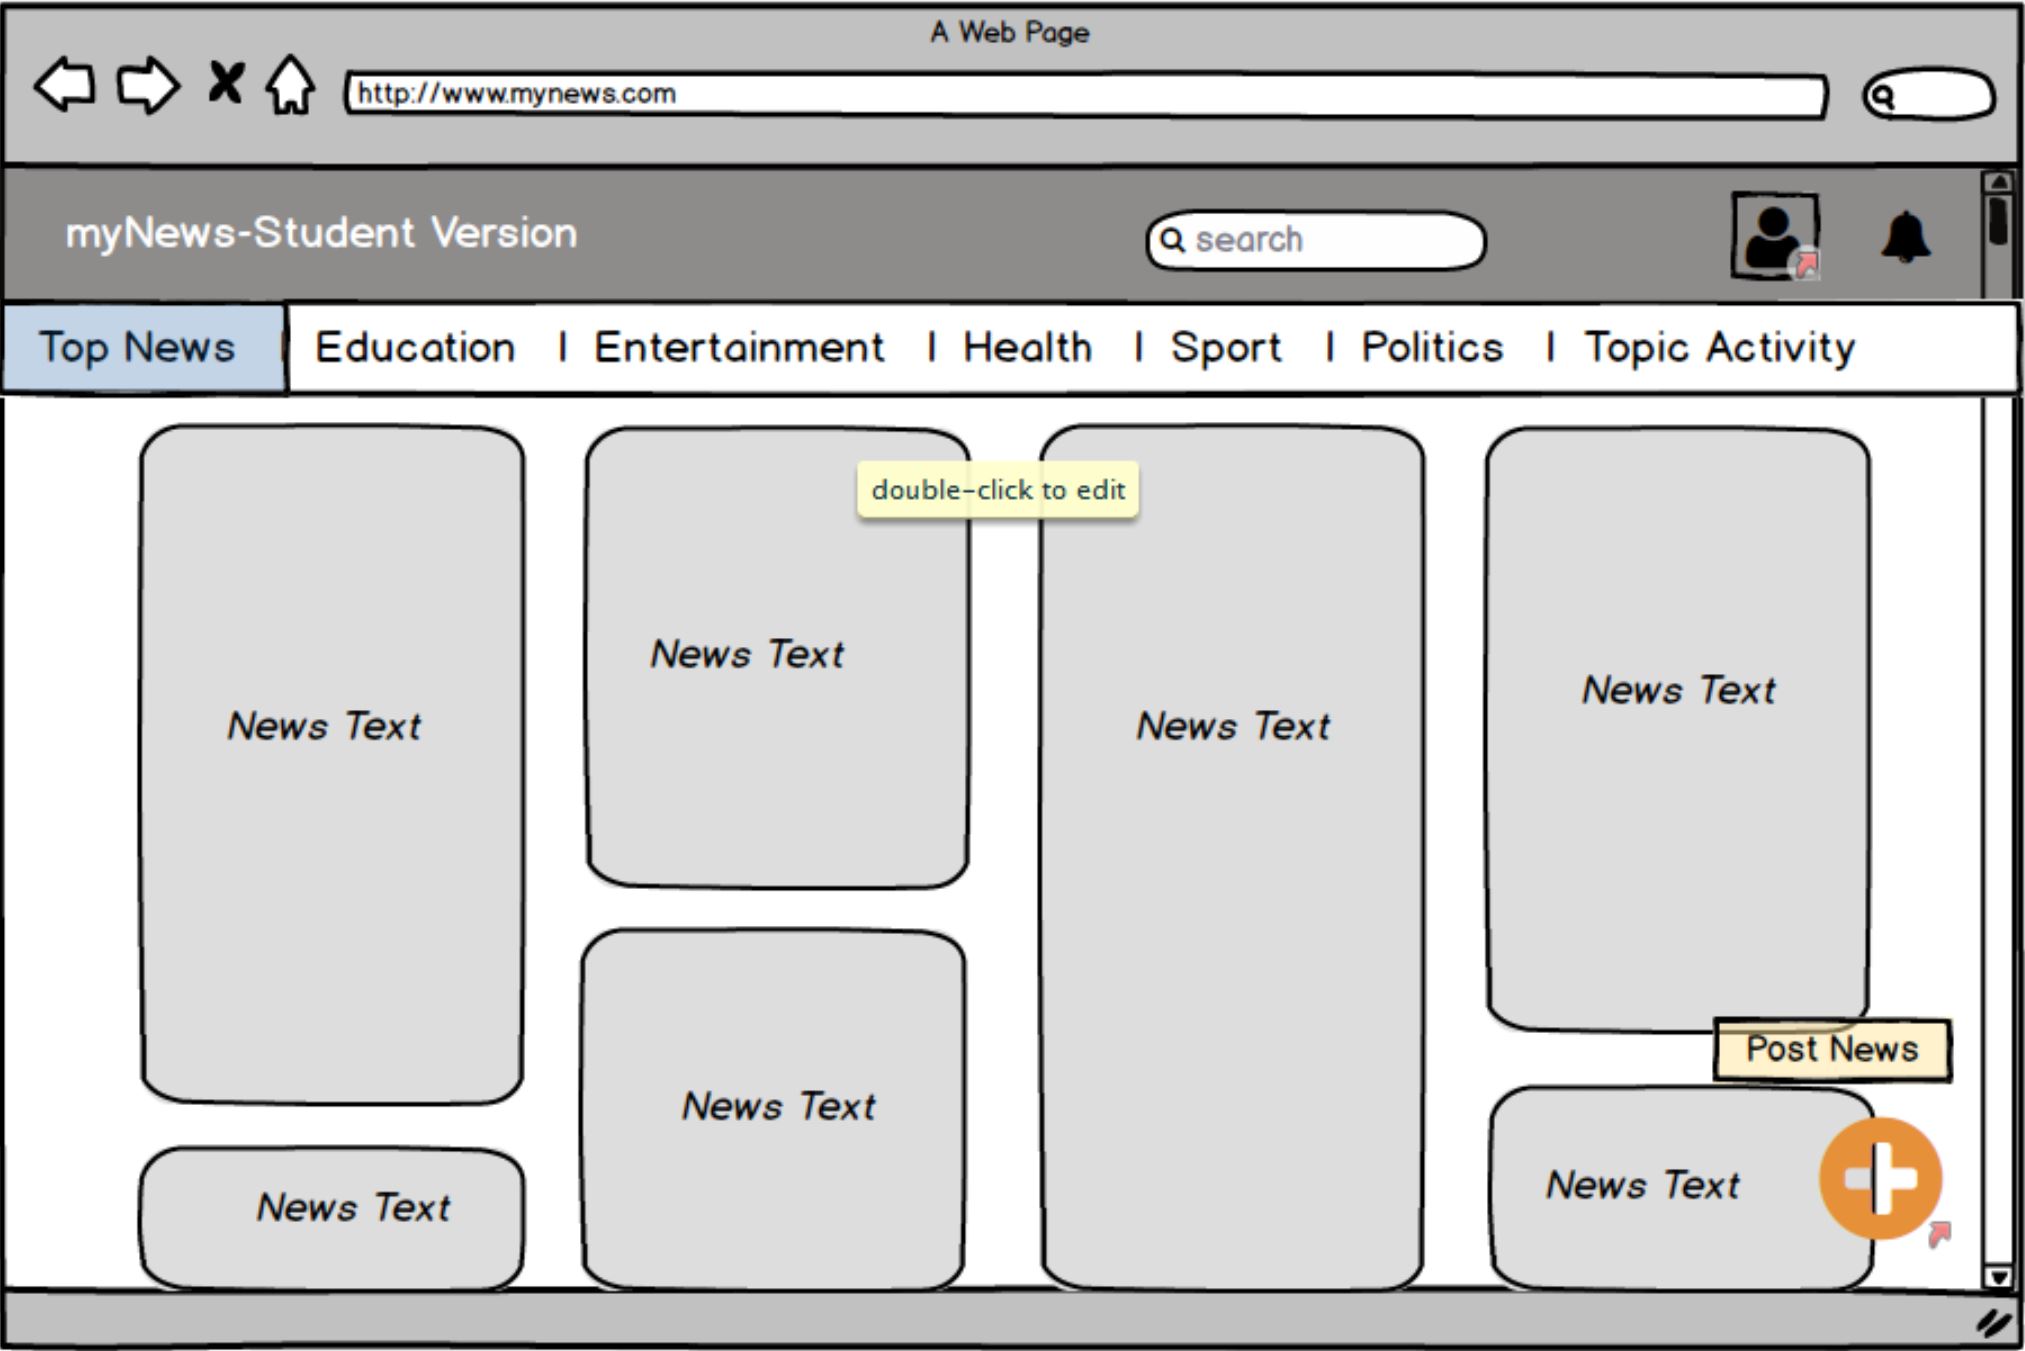 A Web Page
http://www.mynews.com
myNews-Student Version
search
Top News | Education | Entertainment | Health | Sport | Politics | Topic Activity
double-click to edit
News Text
News Text
News Text
News Text
Post News
News Text
News Text
News Text